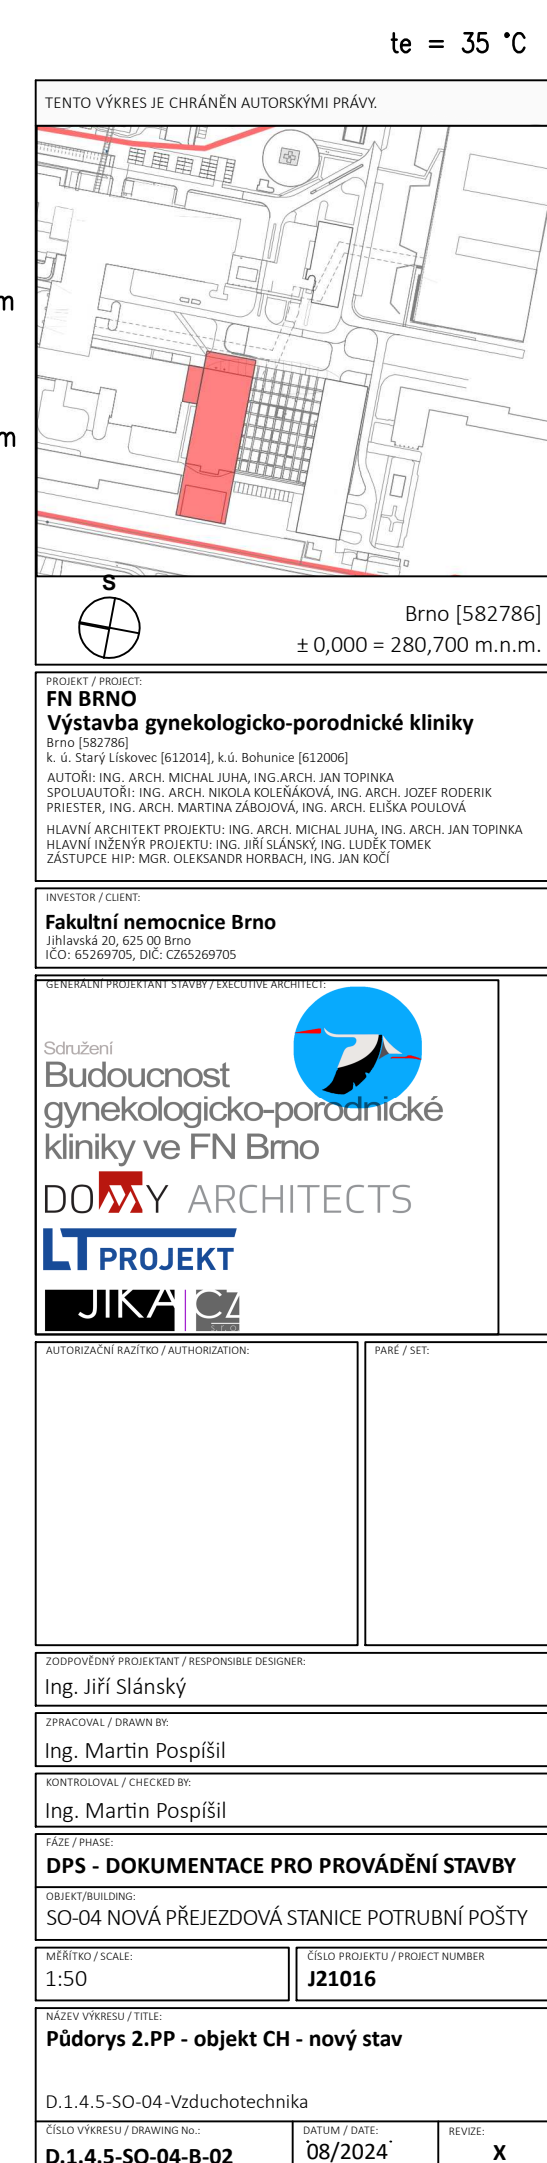 te = 35 °C
TENTO VÝKRES JE CHRÁNĚN AUTORSKÝMI PRÁVY.
m
m
S
Brno [582786]
± 0,000 = 280,700 m.n.m.
PROJEKT / PROJECT:
FN BRNO
Výstavba gynekologicko-porodnické kliniky
Brno [582786]
k. ú. Starý Lískovec [612014], k.ú. Bohunice [612006]
AUTOŘI: ING. ARCH. MICHAL JUHA, ING.ARCH. JAN TOPINKA
SPOLUAUTOŘI: ING. ARCH. NIKOLA KOLEŇÁKOVÁ, ING. ARCH. JOZEF RODERIK
PRIESTER, ING. ARCH. MARTINA ZÁBOJOVÁ, ING. ARCH. ELIŠKA POULOVÁ
HLAVNÍ ARCHITEKT PROJEKTU: ING. ARCH. MICHAL JUHA, ING. ARCH. JAN TOPINKA
HLAVNÍ INŽENÝR PROJEKTU: ING. JIŘÍ SLÁNSKÝ, ING. LUDĚK TOMEK
ZÁSTUPCE HIP: MGR. OLEKSANDR HORBACH, ING. JAN KOČÍ
INVESTOR / CLIENT:
Fakultní nemocnice Brno
Jihlavská 20, 625 00 Brno
IČO: 65269705, DIČ: CZ65269705
GENERÁLNÍ PROJEKTANT STAVBY / EXECUTIVE ARCHITECT:
Sdružení
Budoucnost
gynekologicko-porodnické
kliniky ve FN Brno
DOMY ARCHITECTS
LT PROJEKT
JIKA CZ
s.r.o.
AUTORIZAČNÍ RAZÍTKO / AUTHORIZATION:
PARÉ / SET:
ZODPOVĚDNÝ PROJEKTANT / RESPONSIBLE DESIGNER:
Ing. Jiří Slánský
ZPRACOVAL / DRAWN BY:
Ing. Martin Pospíšil
KONTROLOVAL / CHECKED BY:
Ing. Martin Pospíšil
FÁZE / PHASE:
DPS - DOKUMENTACE PRO PROVÁDĚNÍ STAVBY
OBJEKT/BUILDING:
SO-04 NOVÁ PŘEJEZDOVÁ STANICE POTRUBNÍ POŠTY
MĚŘÍTKO / SCALE:
1:50
ČÍSLO PROJEKTU / PROJECT NUMBER
J21016
NÁZEV VÝKRESU / TITLE:
Půdorys 2.PP - objekt CH - nový stav
D.1.4.5-SO-04-Vzduchotechnika
ČÍSLO VÝKRESU / DRAWING No.:
D.1.4.5-SO-04-B-02
DATUM / DATE:
08/2024
REVIZE:
X